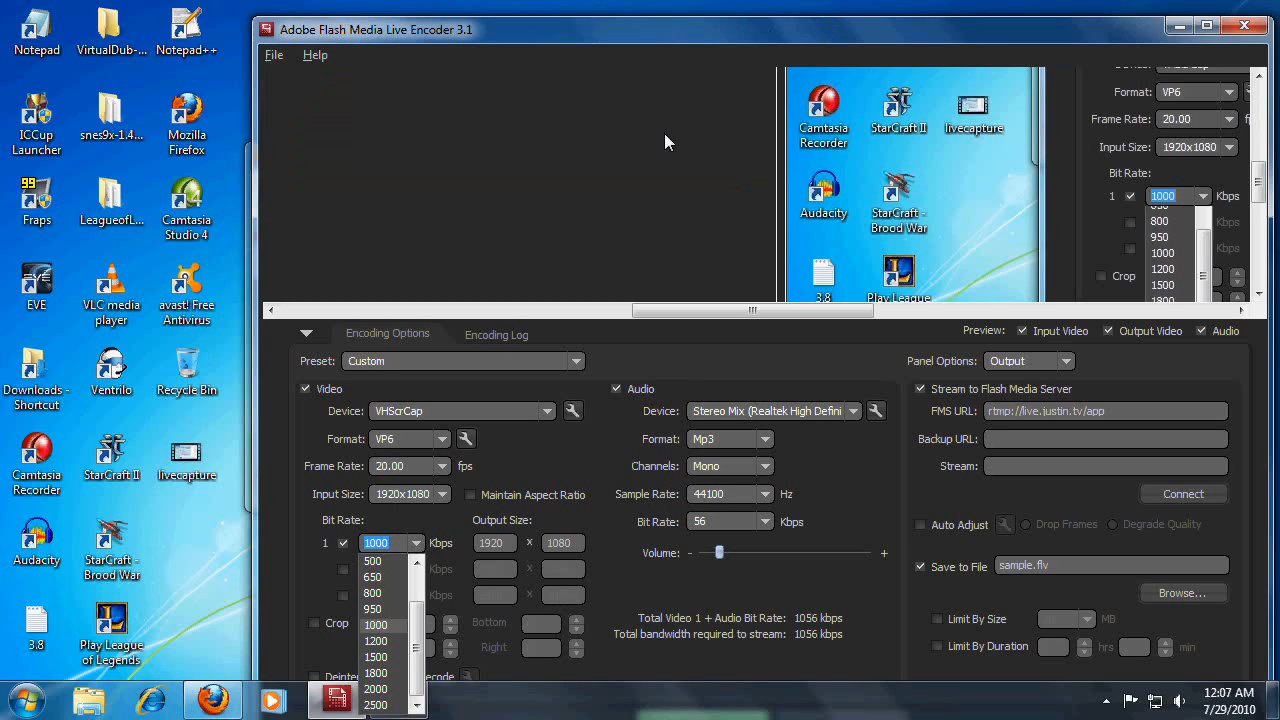 Notepad
VirtualDub-...
Notepad++
ICCup
Launcher
snes9x-1.4...
Mozilla
Firefox
99
Fraps
LeagueofL...
Camtasia
Studio 4
4
EVE
EVE
VLC media
player
avast! Free
Antivirus
Downloads -
Shortcut
Ventrilo
Recycle Bin
Camtasia
Recorder
StarCraft II
livecapture
Audacity
StarCraft -
Brood War
3.8
Play League
of Legends
Adobe Flash Media Live Encoder 3.1
File
Help
Camtasia
Recorder
StarCraft II
livecapture
Audacity
StarCraft -
Brood War
3.8
Play League
Format:
VP6
Frame Rate:
20.00
f
Input Size:
1920x1080
Bit Rate:
1
1000
Kbps
800
950
1000
1200
1500
1800
Kbps
Kbps
Crop
Encoding Options
Encoding Log
Preview:
Input Video
Output Video
Audio
Preset:
Custom
Panel Options:
Output
Video
Device:
VHScrCap
Format:
VP6
Frame Rate:
20.00
fps
Input Size:
1920x1080
Maintain Aspect Ratio
Bit Rate:
Output Size:
1
1000
Kbps
1920
x
1080
500
650
800
950
1000
1200
1500
1800
2000
2500
Kbps
x
Kbps
x
Crop
Bottom
Right
Deinter
code
Audio
Device:
Stereo Mix (Realtek High Defini
Format:
Mp3
Channels:
Mono
Sample Rate:
44100
Hz
Bit Rate:
56
Kbps
Volume:
-
+
Total Video 1 + Audio Bit Rate: 1056 kbps
Total bandwidth required to stream: 1056 kbps
Stream to Flash Media Server
FMS URL:
rtmp://live.justin.tv/app
Backup URL:
Stream:
Connect
Auto Adjust
Drop Frames
Degrade Quality
Save to File
sample.flv
Browse...
Limit By Size
MB
Limit By Duration
hrs
min
12:07 AM
7/29/2010